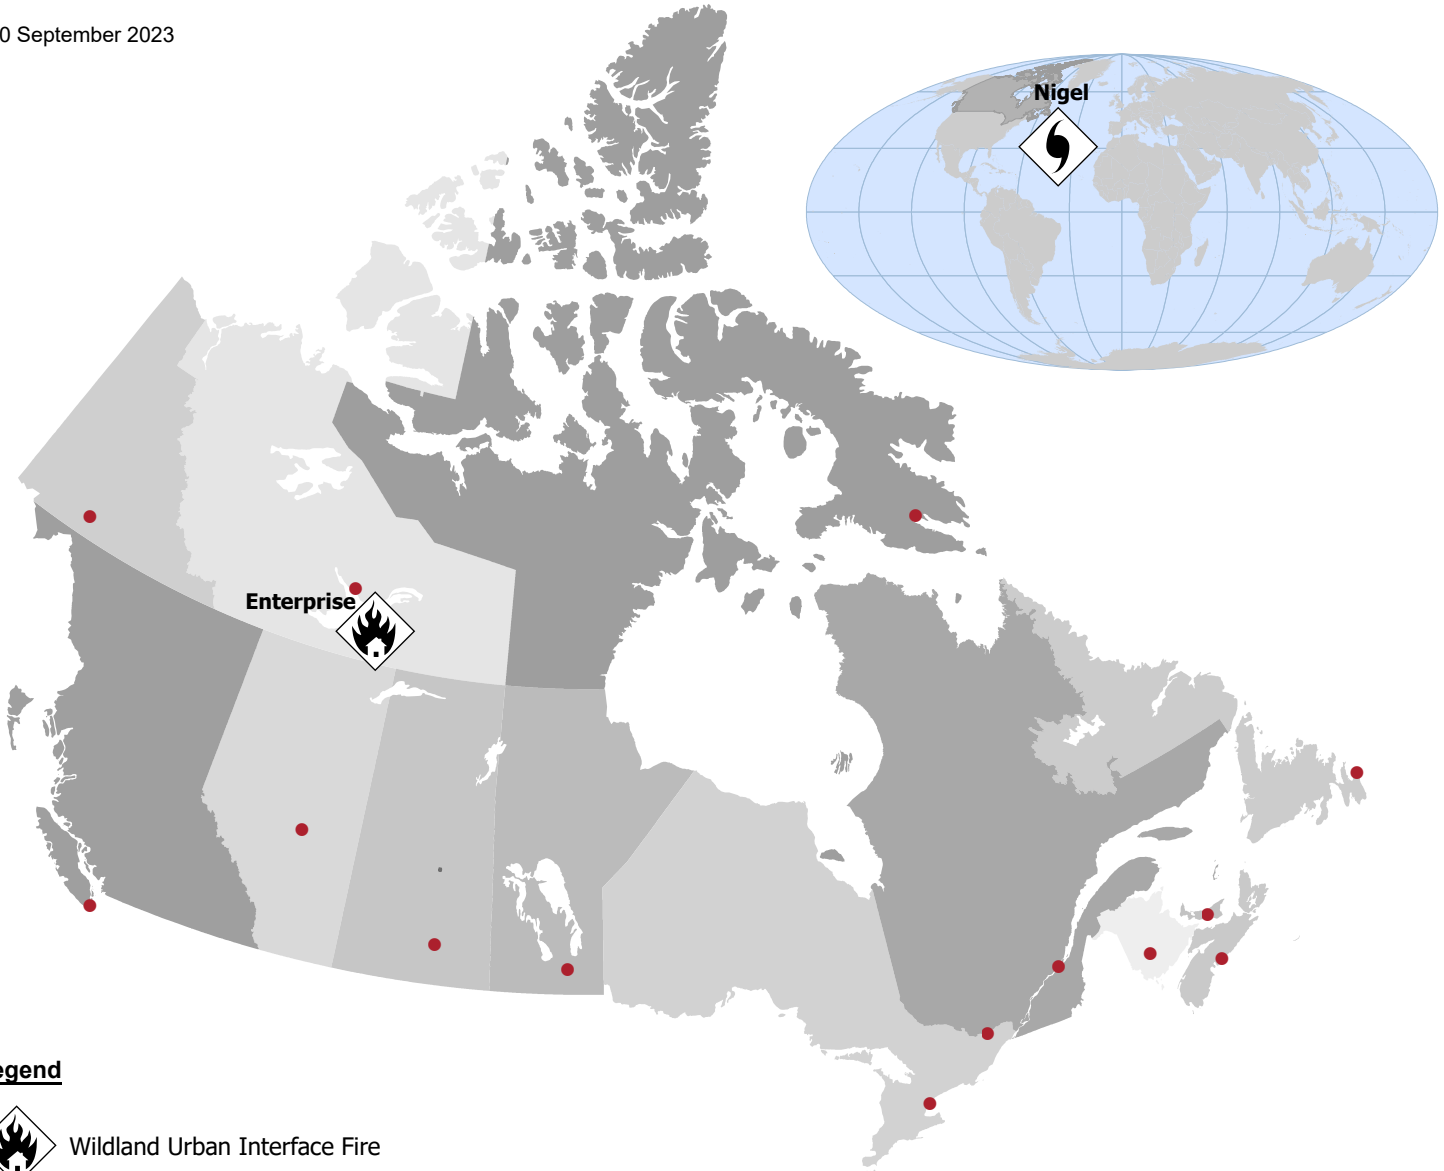 0 September 2023
Nigel
Enterprise
egend
Wildland Urban Interface Fire